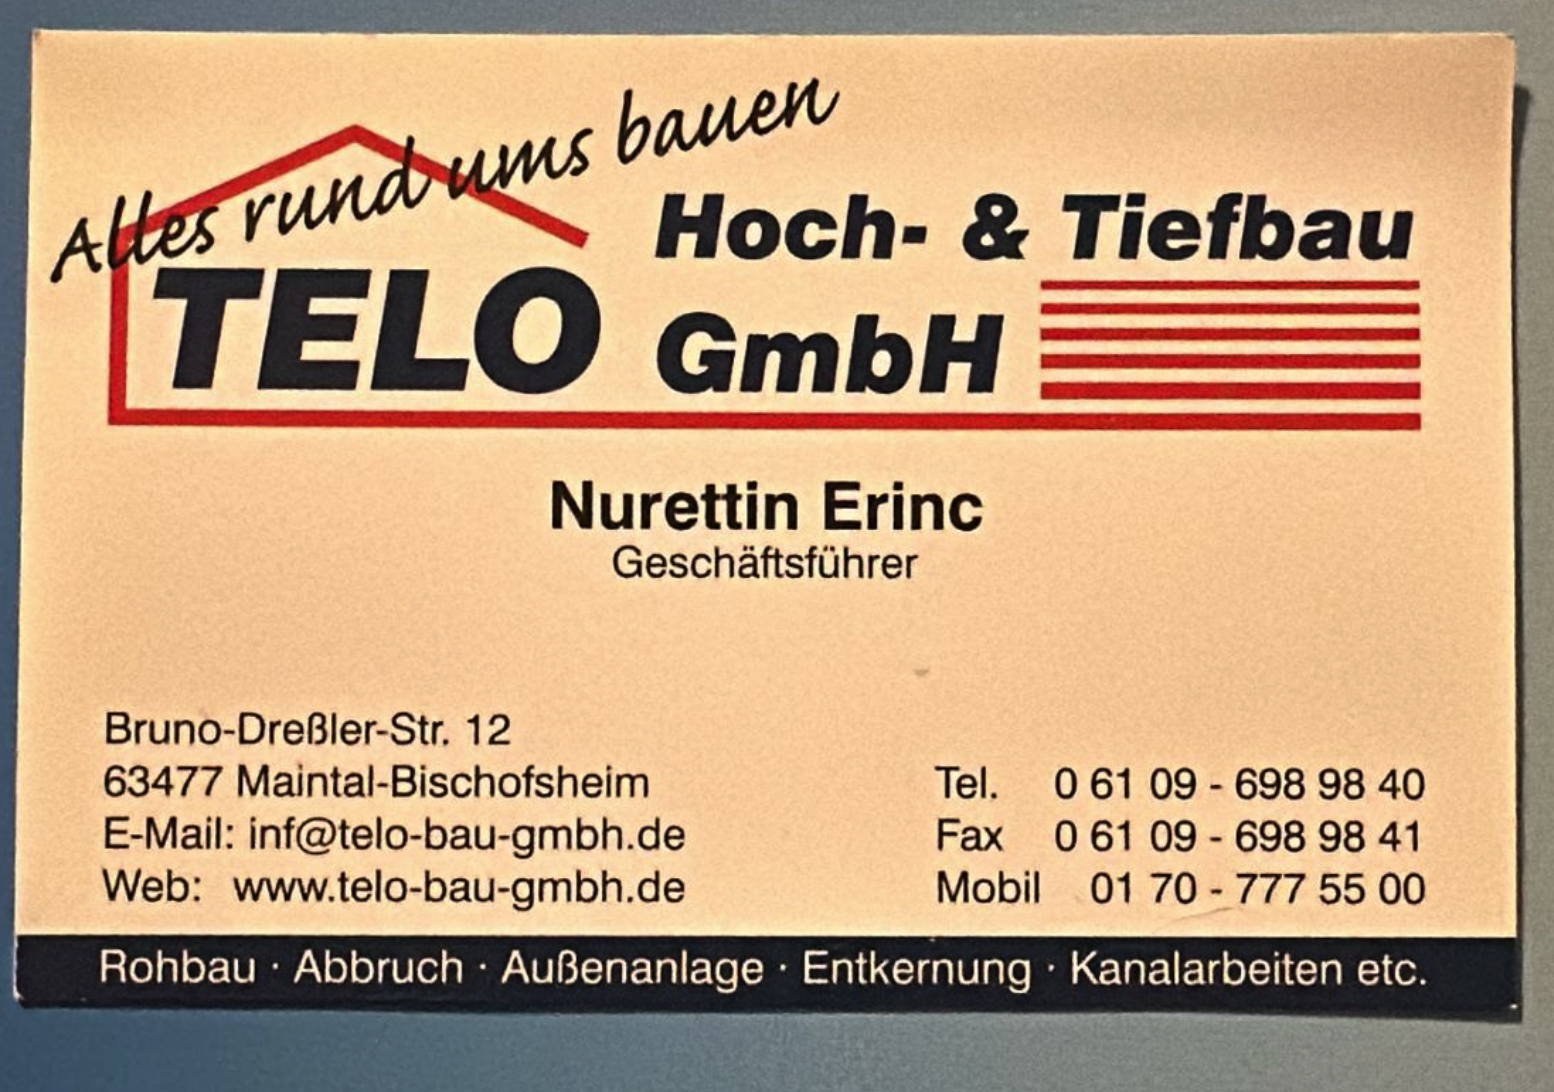 Alles rund ums bauen
TELO Hoch- & Tiefbau
GmbH
Nurettin Erinc
Geschäftsführer
Bruno-Dreßler-Str. 12
63477 Maintal-Bischofsheim
E-Mail: inf@telo-bau-gmbh.de
Web: www.telo-bau-gmbh.de
Tel. 0 61 09 - 698 98 40
Fax 0 61 09 - 698 98 41
Mobil 01 70 - 777 55 00
Rohbau · Abbruch · Außenanlage · Entkernung · Kanalarbeiten etc.